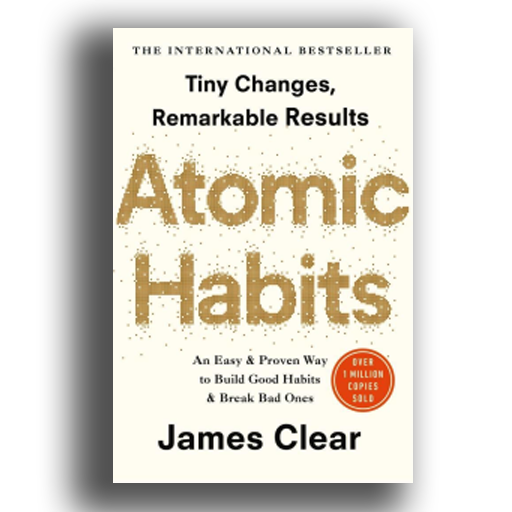 THE INTERNATIONAL BESTSELLER
Tiny Changes,
Remarkable Results
Atomic
Habits
An Easy & Proven Way
to Build Good Habits
& Break Bad Ones
OVER
1 MILLION
COPIES
SOLD
James Clear